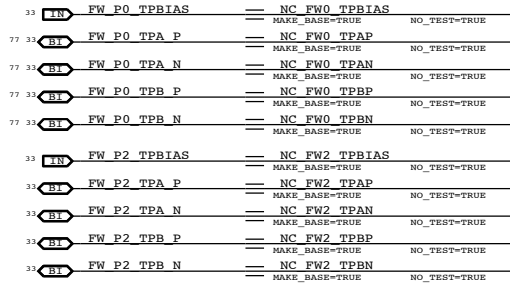 33 IN FW_P0_TPBIAS NC_FW0_TPBIAS
MAKE_BASE=TRUE NO_TEST=TRUE
77 33 BI FW_P0_TPA_P NC_FW0_TPAP
MAKE_BASE=TRUE NO_TEST=TRUE
77 33 BI FW_P0_TPA_N NC_FW0_TPAN
MAKE_BASE=TRUE NO_TEST=TRUE
77 33 BI FW_P0_TPB_P NC_FW0_TPBP
MAKE_BASE=TRUE NO_TEST=TRUE
77 33 BI FW_P0_TPB_N NC_FW0_TPBN
MAKE_BASE=TRUE NO_TEST=TRUE
33 IN FW_P2_TPBIAS NC_FW2_TPBIAS
MAKE_BASE=TRUE NO_TEST=TRUE
33 BI FW_P2_TPA_P NC_FW2_TPAP
MAKE_BASE=TRUE NO_TEST=TRUE
33 BI FW_P2_TPA_N NC_FW2_TPAN
MAKE_BASE=TRUE NO_TEST=TRUE
33 BI FW_P2_TPB_P NC_FW2_TPBP
MAKE_BASE=TRUE NO_TEST=TRUE
33 BI FW_P2_TPB_N NC_FW2_TPBN
MAKE_BASE=TRUE NO_TEST=TRUE